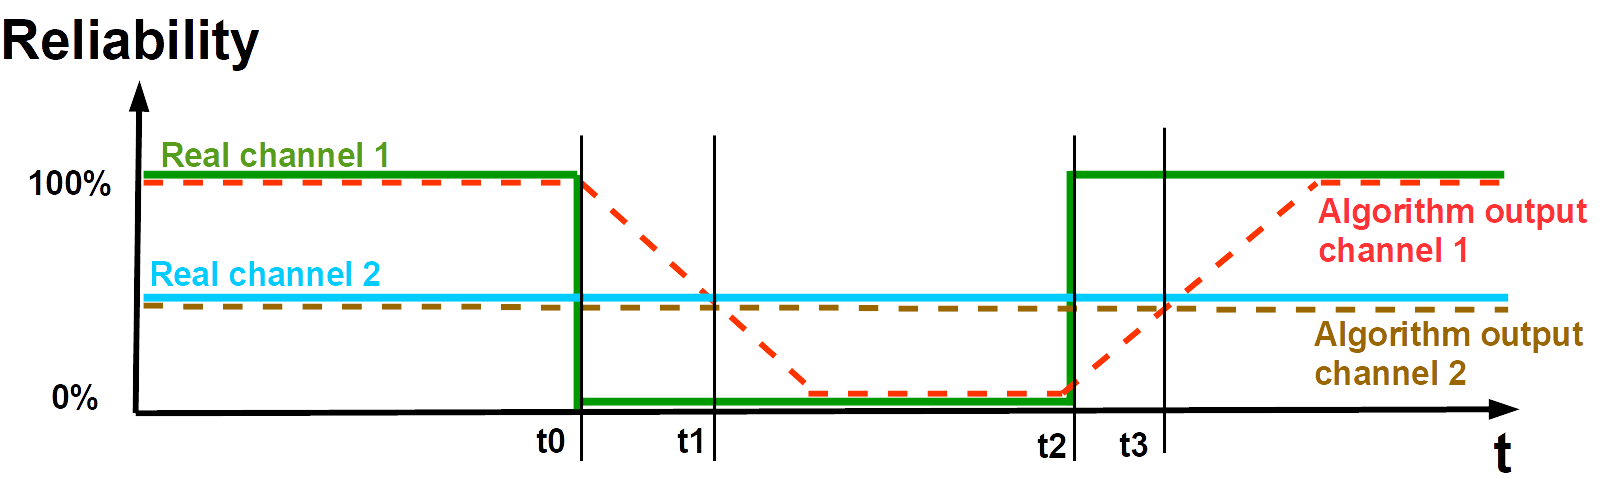 Reliability
Real channel 1
100%
Algorithm output
channel 1
Real channel 2
Algorithm output
channel 2
0%
t0
t1
t2
t3
t